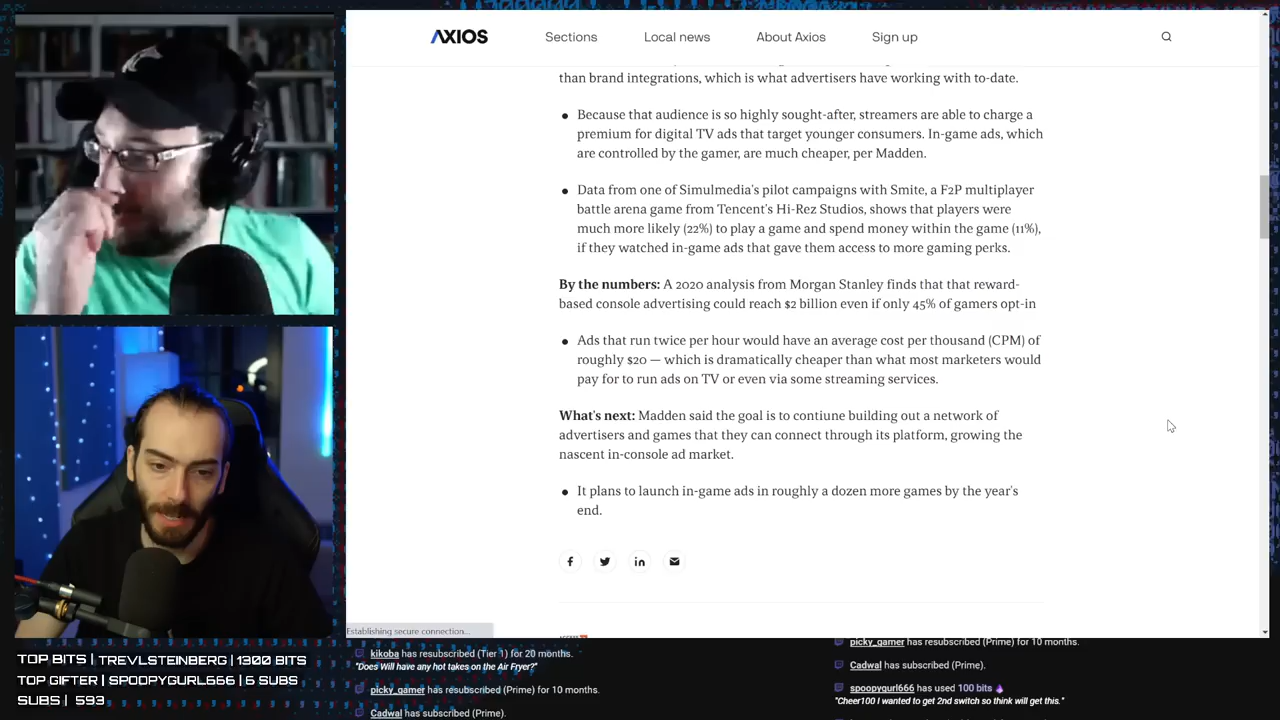 AXIOS
Sections
Local news
About Axios
Sign up
than brand integrations, which is what advertisers have working with to-date.
Because that audience is so highly sought-after, streamers are able to charge a
premium for digital TV ads that target younger consumers. In-game ads, which
are controlled by the gamer, are much cheaper, per Madden.
Data from one of Simulmedia's pilot campaigns with Smite, a F2P multiplayer
battle arena game from Tencent's Hi-Rez Studios, shows that players were
much more likely (22%) to play a game and spend money within the game (11%),
if they watched in-game ads that gave them access to more gaming perks.
By the numbers: A 2020 analysis from Morgan Stanley finds that that reward-
based console advertising could reach $2 billion even if only 45% of gamers opt-in
Ads that run twice per hour would have an average cost per thousand (CPM) of
roughly $20 — which is dramatically cheaper than what most marketers would
pay for to run ads on TV or even via some streaming services.
What's next: Madden said the goal is to contiune building out a network of
advertisers and games that they can connect through its platform, growing the
nascent in-console ad market.
It plans to launch in-game ads in roughly a dozen more games by the year's
end.
Establishing secure connection...
TOP BITS | TREVLSTEINBERG | 1300 BITS
TOP GIFTER | SPOOPYGURL666 | 6 SUBS
SUBS | 593
kikoba has resubscribed (Tier 1) for 20 months.
"Does Will have any hot takes on the Air Fryer?"
picky_gamer has resubscribed (Prime) for 10 months.
Cadwal has subscribed (Prime).
picky_gamer has resubscribed (Prime) for 10 months.
Cadwal has subscribed (Prime).
spoopygurl666 has used 100 bits
"Cheer100 I wanted to get 2nd switch so think will get this."